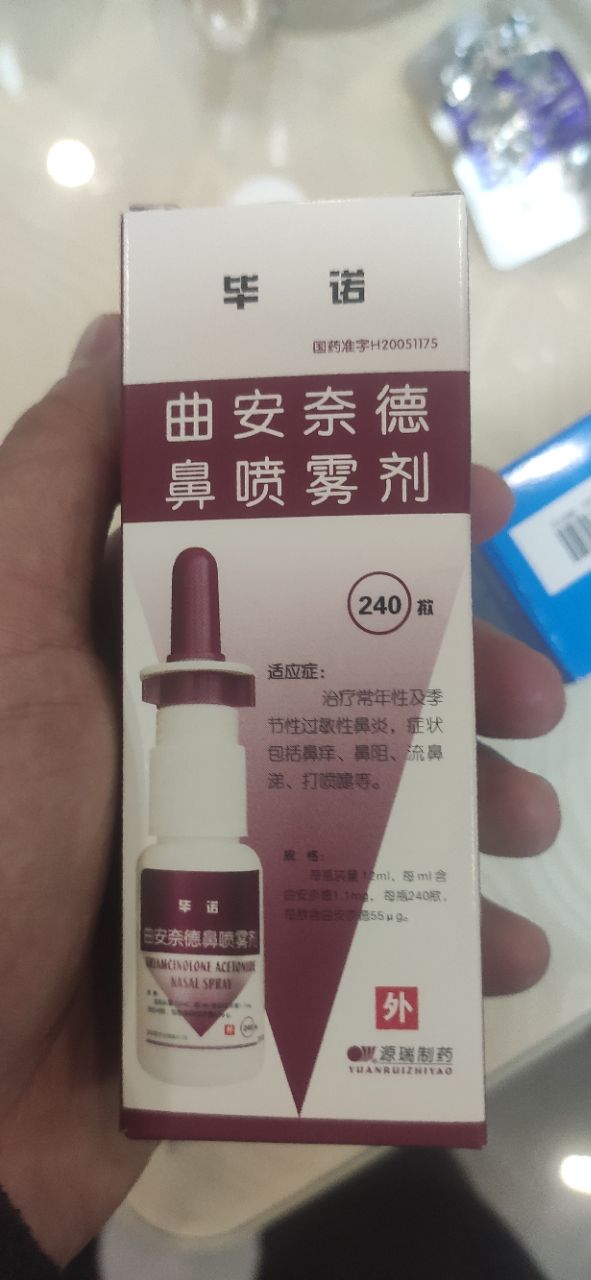 毕 诺
国药准字H20051175
曲安奈德
鼻喷雾剂
240 揿
适应症：
治疗常年性及季
节性过敏性鼻炎，症状
包括鼻痒、鼻阻、流鼻
涕、打喷嚏等。
规 格：
每瓶装量12ml，每ml含
曲安奈德1.1mg，每瓶240揿，
每揿含曲安奈德55μg。
毕 诺
曲安奈德鼻喷雾剂
TRIAMCINOLONE ACETONIDE
NASAL SPRAY
外
240
外
源瑞制药
YUANRUIZHIYAO